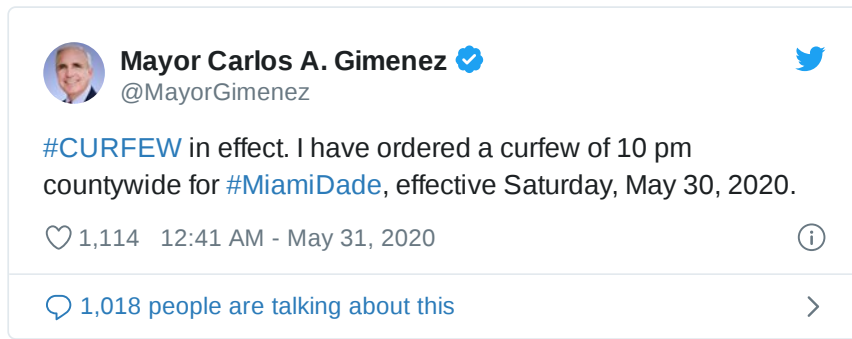 Mayor Carlos A. Gimenez
@MayorGimenez
#CURFEW in effect. I have ordered a curfew of 10 pm
countywide for #MiamiDade, effective Saturday, May 30, 2020.
1,114 12:41 AM - May 31, 2020
1,018 people are talking about this